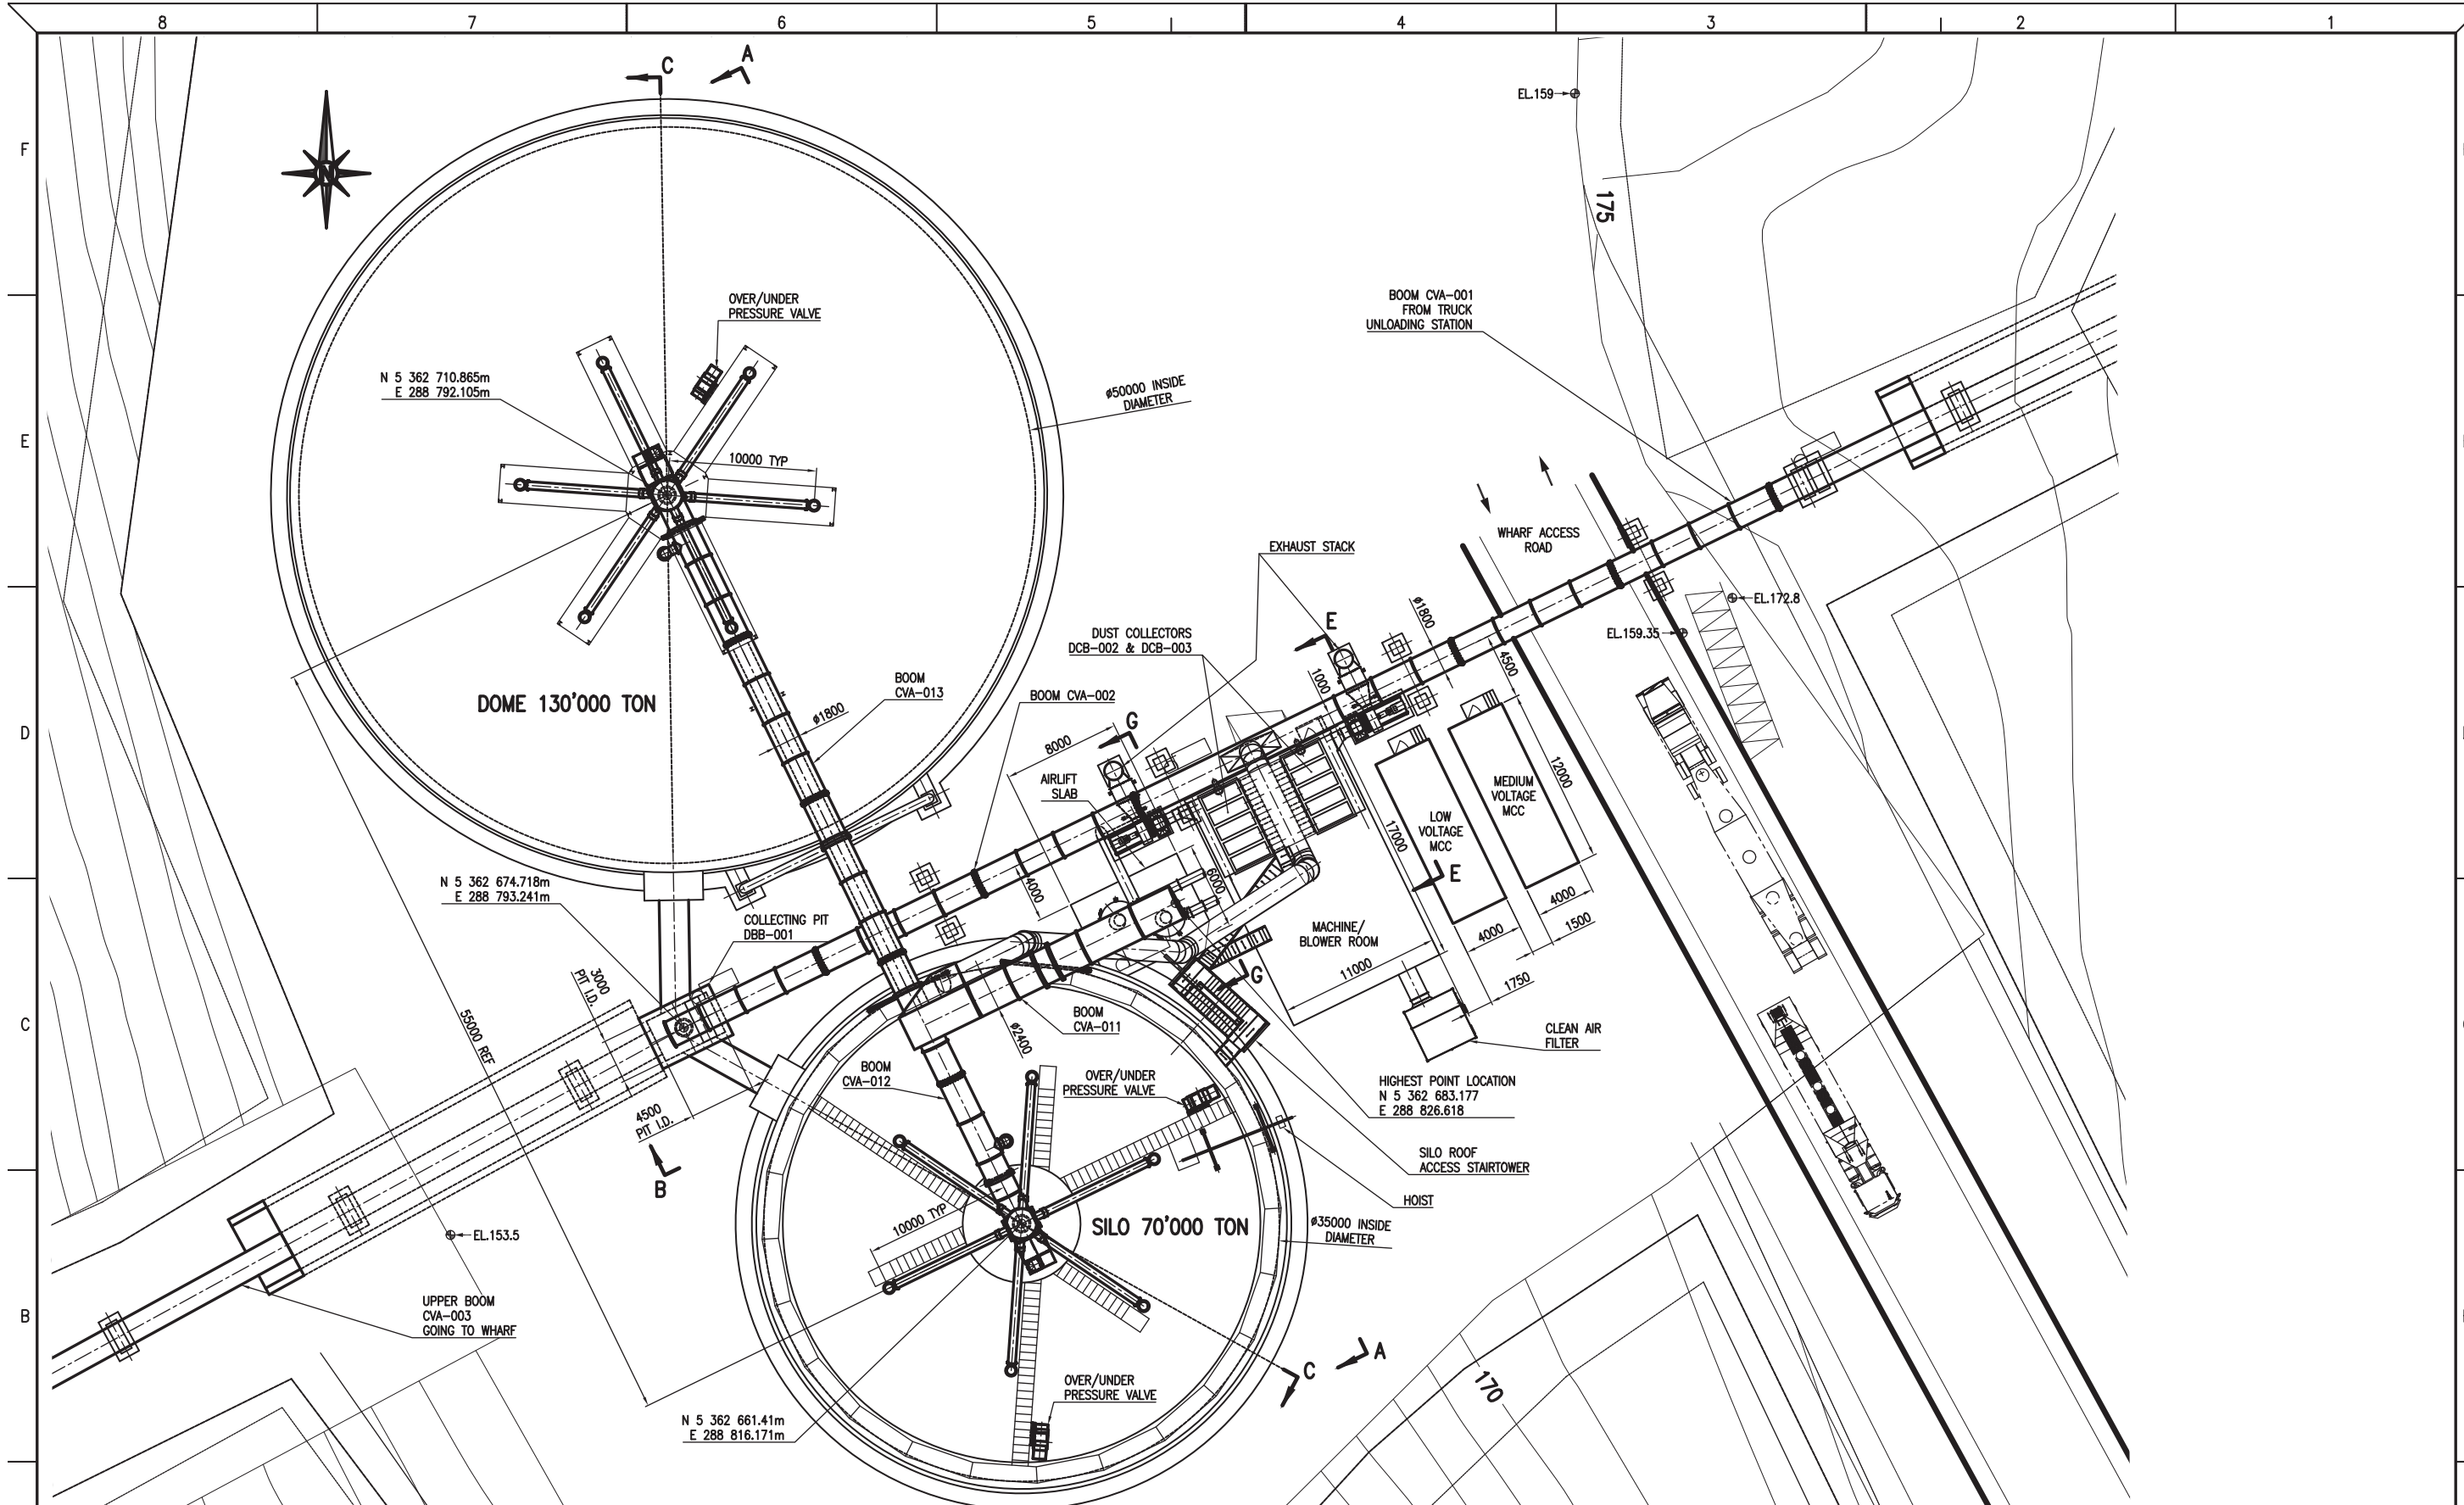 8
7
6
5
4
3
2
1
F
E
D
C
B
C
A
N
EL.159
175
OVER/UNDER
PRESSURE VALVE
N 5 362 710.865m
E 288 792.105m
ø50000 INSIDE
DIAMETER
10000 TYP
BOOM CVA-001
FROM TRUCK
UNLOADING STATION
WHARF ACCESS
ROAD
EXHAUST STACK
EL.172.8
EL.159.35
E
ø1800
4500
DUST COLLECTORS
DCB-002 & DCB-003
1000
DOME 130'000 TON
BOOM
CVA-013
ø1800
BOOM CVA-002
G
8000
AIRLIFT
SLAB
MEDIUM
VOLTAGE
MCC
12000
LOW
VOLTAGE
MCC
17000
E
4000
6000
4000
1500
4000
1750
N 5 362 674.718m
E 288 793.241m
COLLECTING PIT
DBB-001
MACHINE/
BLOWER ROOM
11000
G
3000
PIT I.D.
55000 REF
BOOM
CVA-011
ø2400
CLEAN AIR
FILTER
BOOM
CVA-012
OVER/UNDER
PRESSURE VALVE
HIGHEST POINT LOCATION
N 5 362 683.177
E 288 826.618
4500
PIT I.D.
B
SILO ROOF
ACCESS STAIRTOWER
HOIST
10000 TYP
SILO 70'000 TON
ø35000 INSIDE
DIAMETER
EL.153.5
UPPER BOOM
CVA-003
GOING TO WHARF
A
C
170
OVER/UNDER
PRESSURE VALVE
N 5 362 661.41m
E 288 816.171m